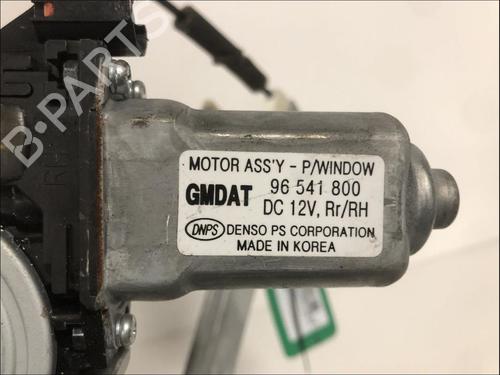 MOTOR ASS'Y - P/WINDOW
GMDAT 96 541 800
DC 12V, Rr/RH
DNPS DENSO PS CORPORATION
MADE IN KOREA
B-PARTS
RH